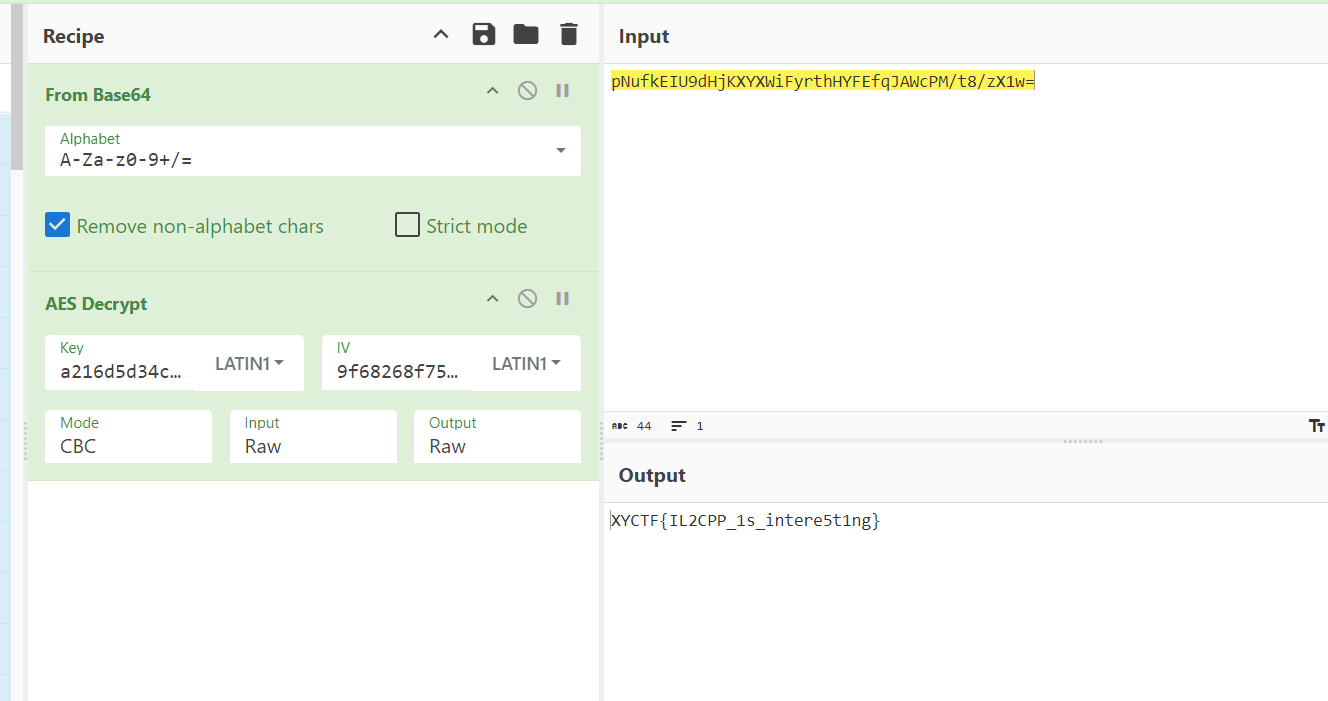 Recipe
From Base64
Alphabet
A-Za-z0-9+/=
Remove non-alphabet chars
Strict mode
AES Decrypt
Key
a216d5d34c…
LATIN1
IV
9f68268f75…
LATIN1
Mode
CBC
Input
Raw
Output
Raw
Input
pNufkEIU9dHjKXYXWiFyrthHYFEfqJAWcPM/t8/zX1w=
ABC 44
1
Tт
Output
XYCTF{IL2CPP_1s_intere5t1ng}